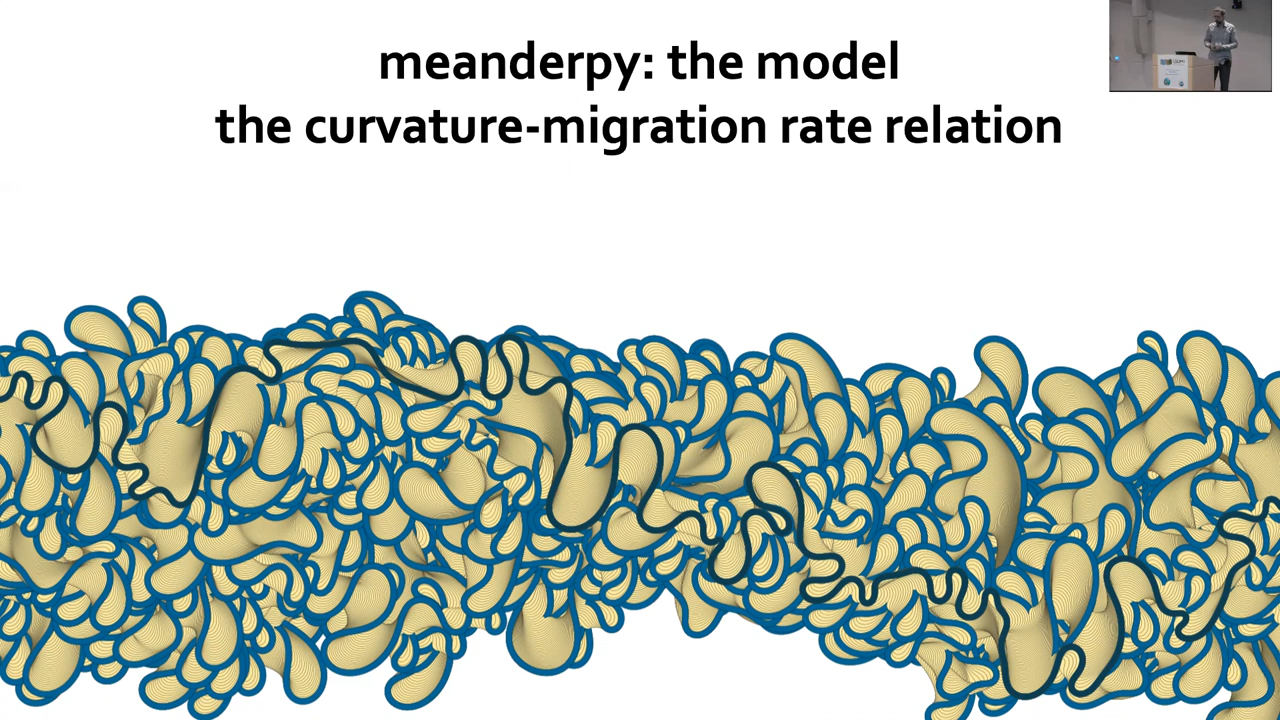 meanderpy: the model
the curvature-migration rate relation